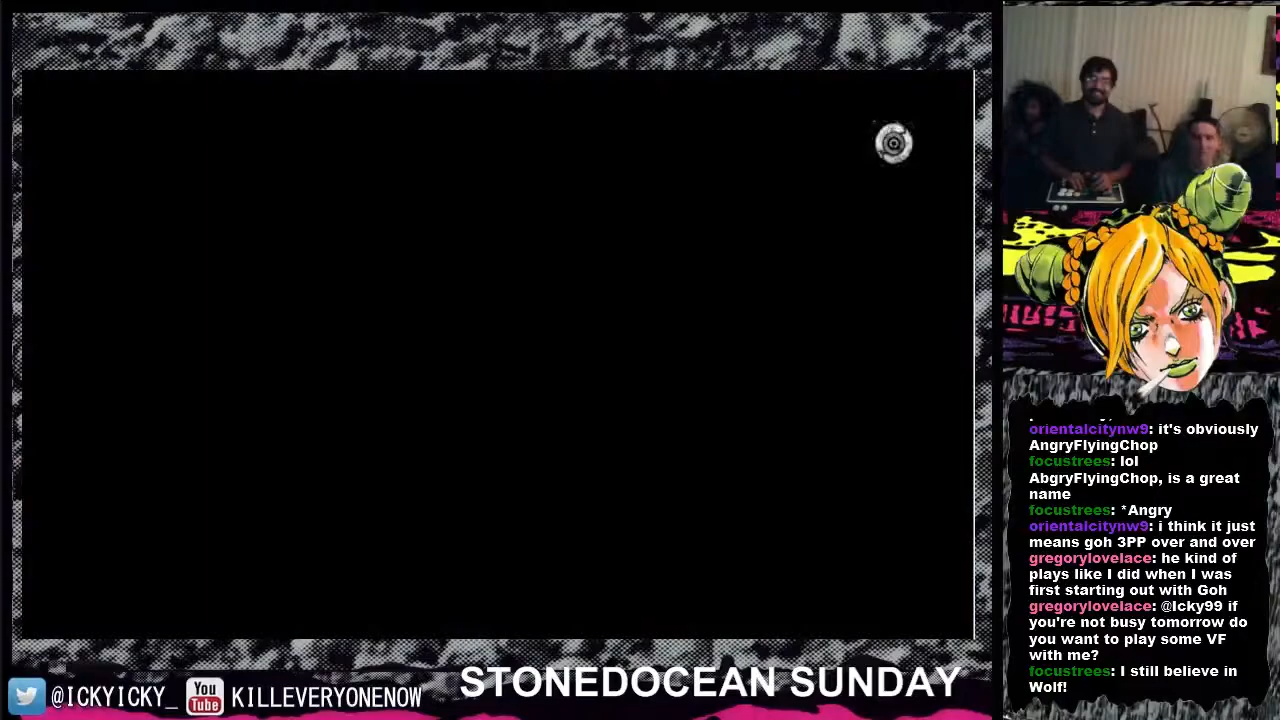 orientalcitynw9: it's obviously
AngryFlyingChop
focustrees: lol
AbgryFlyingChop, is a great
name
focustrees: *Angry
orientalcitynw9: i think it just
means goh 3PP over and over
gregorylovelace: he kind of
plays like I did when I was
first starting out with Goh
gregorylovelace: @Icky99 if
you're not busy tomorrow do
you want to play some VF
with me?
focustrees: I still believe in
Wolf!
@ICKYICKY_ You Tube KILLEVERYONENOW
STONEDOCEAN SUNDAY